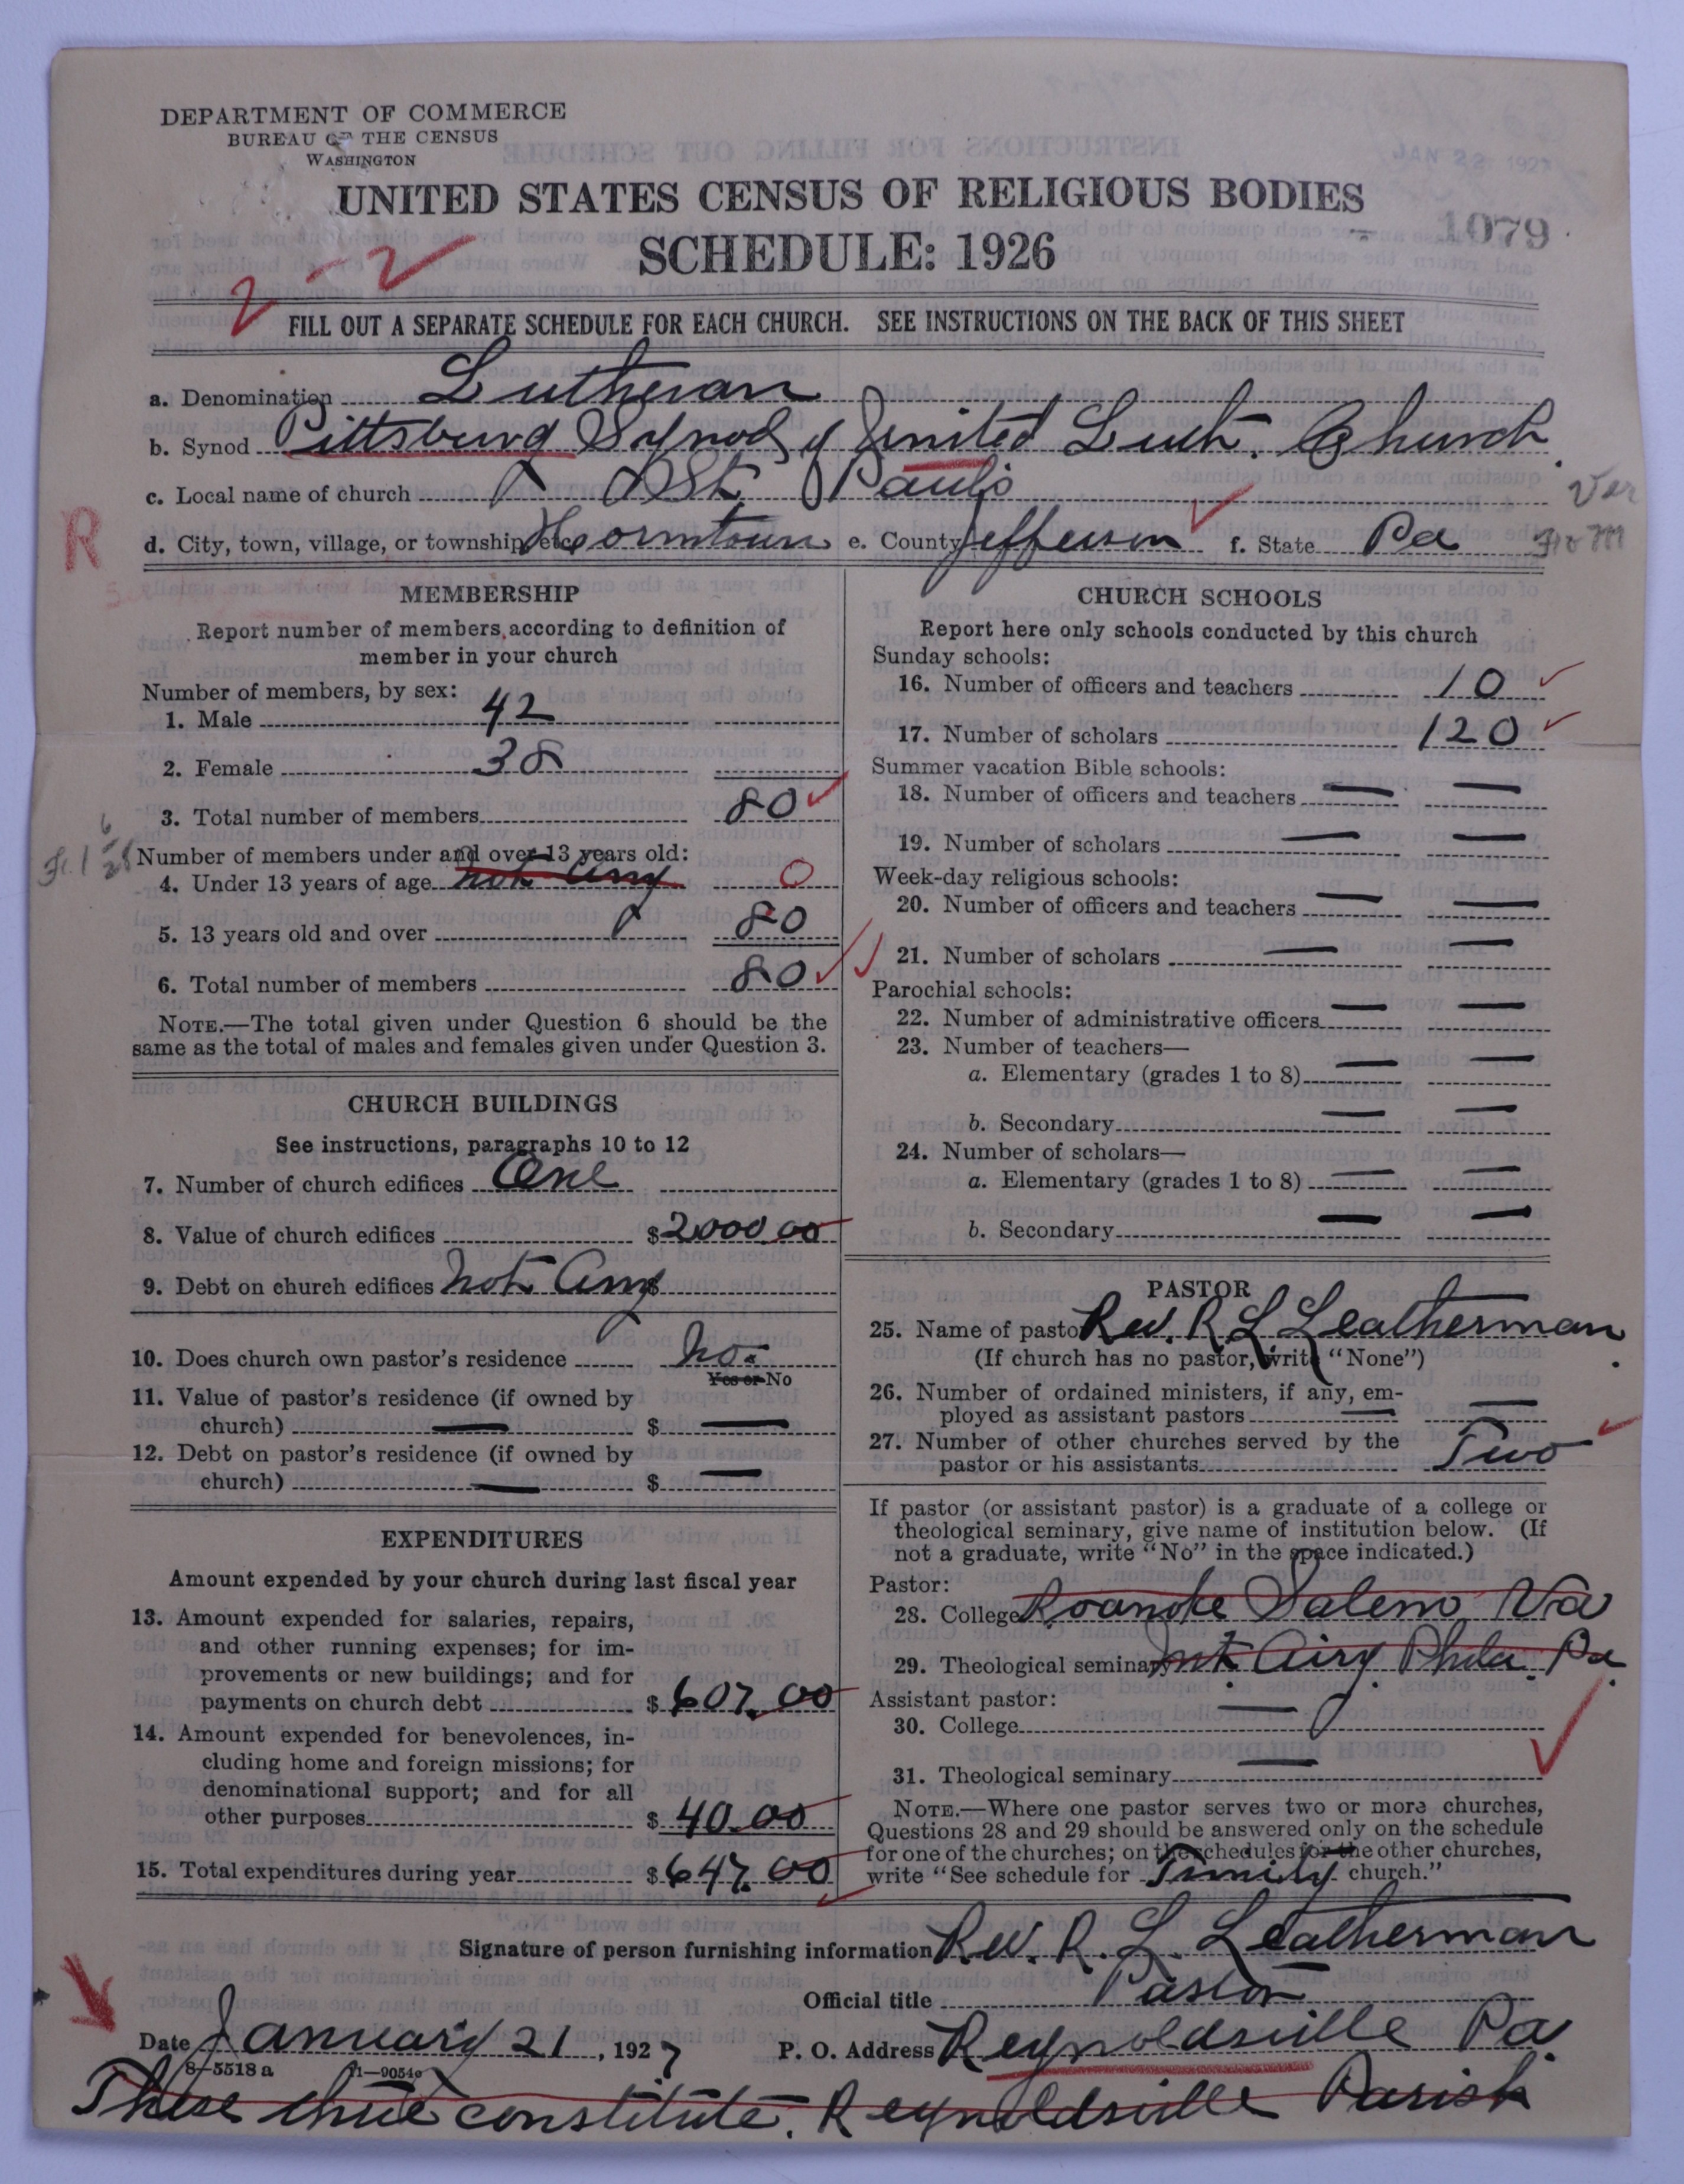 DEPARTMENT OF COMMERCE
BUREAU OF THE CENSUS
WASHINGTON
JAN 22 1927
UNITED STATES CENSUS OF RELIGIOUS BODIES
SCHEDULE: 1926
1079
2-2
FILL OUT A SEPARATE SCHEDULE FOR EACH CHURCH. SEE INSTRUCTIONS ON THE BACK OF THIS SHEET
a. Denomination Lutheran
b. Synod Pittsburg Synod of United Luth. Church.
c. Local name of church St. Paul's
R d. City, town, village, or township, etc. Hormtown e. County Jefferson f. State Pa
MEMBERSHIP
Report number of members according to definition of
member in your church
Number of members, by sex:
1. Male 42
2. Female 38
3. Total number of members 80
Number of members under and over 13 years old:
4. Under 13 years of age not any 0
5. 13 years old and over 80
6. Total number of members 80
NOTE.—The total given under Question 6 should be the
same as the total of males and females given under Question 3.
CHURCH BUILDINGS
See instructions, paragraphs 10 to 12
7. Number of church edifices One
8. Value of church edifices $2000.00
9. Debt on church edifices not any $
10. Does church own pastor's residence No.
Yes or No
11. Value of pastor's residence (if owned by
church) — $ —
12. Debt on pastor's residence (if owned by
church) — $ —
EXPENDITURES
Amount expended by your church during last fiscal year
13. Amount expended for salaries, repairs,
and other running expenses; for im-
provements or new buildings; and for
payments on church debt $607.00
14. Amount expended for benevolences, in-
cluding home and foreign missions; for
denominational support; and for all
other purposes $40.00
15. Total expenditures during year $647.00
CHURCH SCHOOLS
Report here only schools conducted by this church
Sunday schools:
16. Number of officers and teachers 10
17. Number of scholars 120
Summer vacation Bible schools:
18. Number of officers and teachers — —
19. Number of scholars — —
Week-day religious schools:
20. Number of officers and teachers — —
21. Number of scholars — —
Parochial schools:
22. Number of administrative officers — —
23. Number of teachers—
a. Elementary (grades 1 to 8) — —
b. Secondary — —
24. Number of scholars—
a. Elementary (grades 1 to 8) — —
b. Secondary — —
PASTOR
25. Name of pastor Rev. R L Leatherman.
(If church has no pastor, write "None")
26. Number of ordained ministers, if any, em-
ployed as assistant pastors — —
27. Number of other churches served by the
pastor or his assistants Two
If pastor (or assistant pastor) is a graduate of a college or
theological seminary, give name of institution below. (If
not a graduate, write "No" in the space indicated.)
Pastor:
28. College Roanoke Salem, Va
29. Theological seminary Mt. Airy Phila. Pa.
Assistant pastor:
30. College —
31. Theological seminary —
NOTE.—Where one pastor serves two or more churches,
Questions 28 and 29 should be answered only on the schedule
for one of the churches; on the schedules for the other churches,
write "See schedule for Trinity church."
Signature of person furnishing information Rev. R. L. Leatherman
Official title Pastor
Date January 21, 1927 P. O. Address Reynoldsville Pa.
8-5518a 11-9054c
These three constitute. Reynoldsville Parish